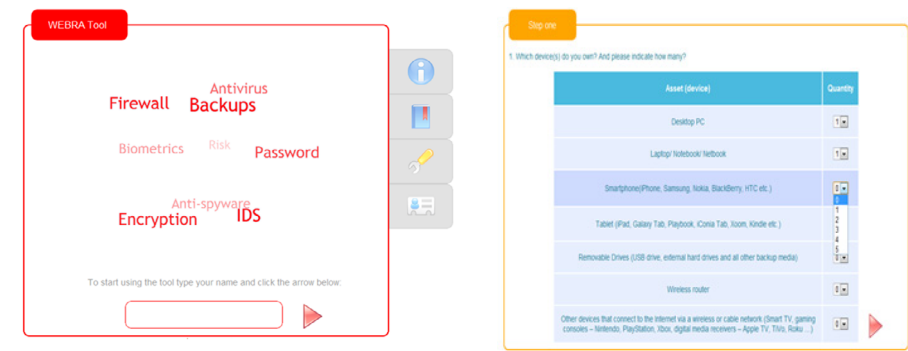 WEBRA Tool
Antivirus
Firewall Backups
Biometrics Risk Password
Anti-spyware
Encryption IDS
To start using the tool type your name and click the arrow below:
Step one
1. Which device(s) do you own? And please indicate how many?
Asset (device) Quantity
Desktop PC 1
Laptop/ Notebook/ Netbook 1
Smartphone(iPhone, Samsung, Nokia, BlackBerry, HTC etc.) 0
0
1
2
3
4
5
Tablet (iPad, Galaxy Tab, Playbook, iConia Tab, Xoom, Kindle etc.)
Removable Drives (USB drive, external hard drives and all other backup media) 0
Wireless router 0
Other devices that connect to the internet via a wireless or cable network (Smart TV, gaming
consoles – Nintendo, PlayStation, Xbox, digital media receivers – Apple TV, TiVo, Roku ...) 0